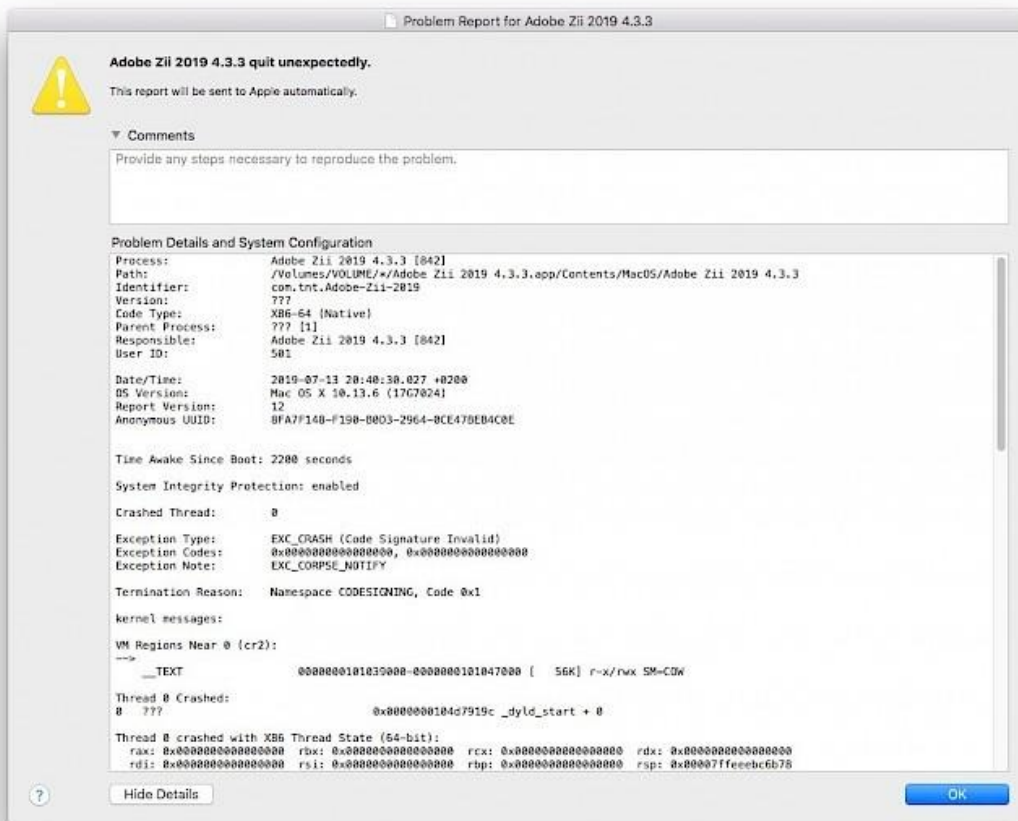 Problem Report for Adobe Zii 2019 4.3.3
Adobe Zii 2019 4.3.3 quit unexpectedly.
This report will be sent to Apple automatically.
Comments
Provide any steps necessary to reproduce the problem.
Problem Details and System Configuration
Process: Adobe Zii 2019 4.3.3 [842]
Path: /Volumes/VOLUME/*/Adobe Zii 2019 4.3.3.app/Contents/MacOS/Adobe Zii 2019 4.3.3
Identifier: com.tnt.Adobe-Zii-2019
Version: ???
Code Type: X86-64 (Native)
Parent Process: ??? [1]
Responsible: Adobe Zii 2019 4.3.3 [842]
User ID: 501
Date/Time: 2019-07-13 20:40:30.027 +0200
OS Version: Mac OS X 10.13.6 (17G7024)
Report Version: 12
Anonymous UUID: 8FA7F148-F190-B0D3-2964-0CE47BEB4C0E
Time Awake Since Boot: 2200 seconds
System Integrity Protection: enabled
Crashed Thread: 0
Exception Type: EXC_CRASH (Code Signature Invalid)
Exception Codes: 0x0000000000000000, 0x0000000000000000
Exception Note: EXC_CORPSE_NOTIFY
Termination Reason: Namespace CODESIGNING, Code 0x1
kernel messages:
VM Regions Near 0 (cr2):
-->
__TEXT 0000000101039000-0000000101047000 [ 56K] r-x/rwx SM=COW
Thread 0 Crashed:
0 ??? 0x0000000104d7919c _dyld_start + 0
Thread 0 crashed with X86 Thread State (64-bit):
rax: 0x0000000000000000 rbx: 0x0000000000000000 rcx: 0x0000000000000000 rdx: 0x0000000000000000
rdi: 0x0000000000000000 rsi: 0x0000000000000000 rbp: 0x0000000000000000 rsp: 0x00007ffeeebc6b78
?
Hide Details
OK